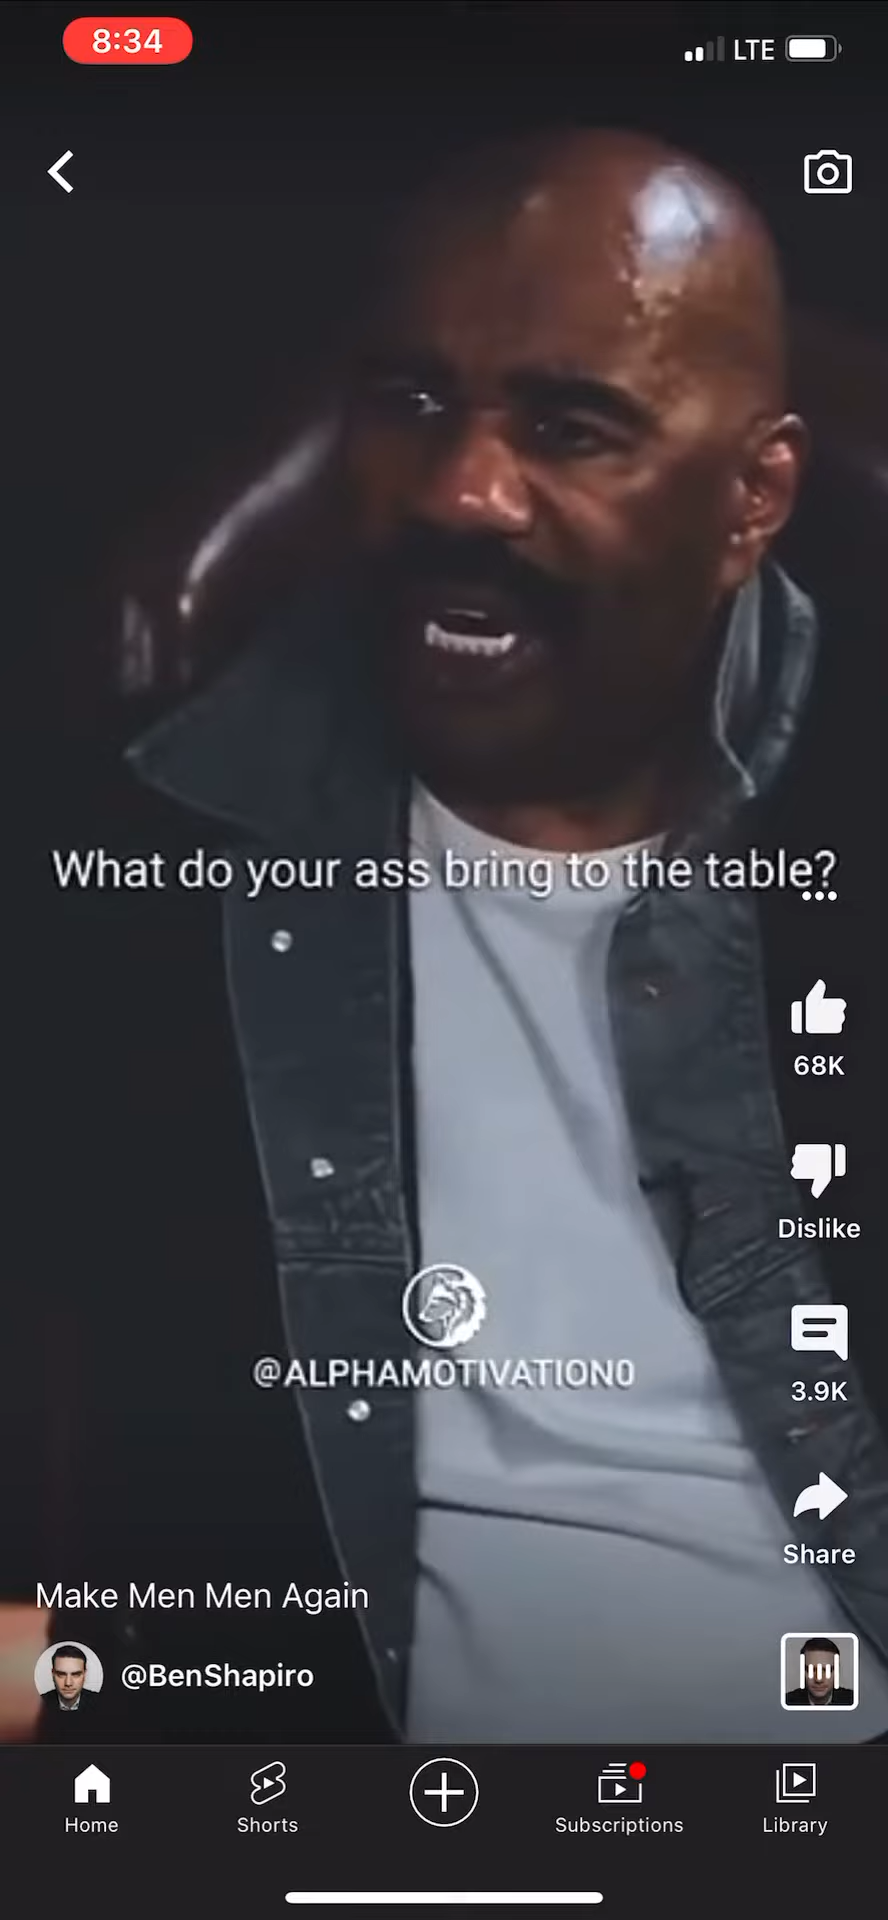 8:34
LTE
What do your ass bring to the table?
68K
Dislike
@ALPHAMOTIVATION0
3.9K
Share
Make Men Men Again
@BenShapiro
Home
Shorts
Subscriptions
Library